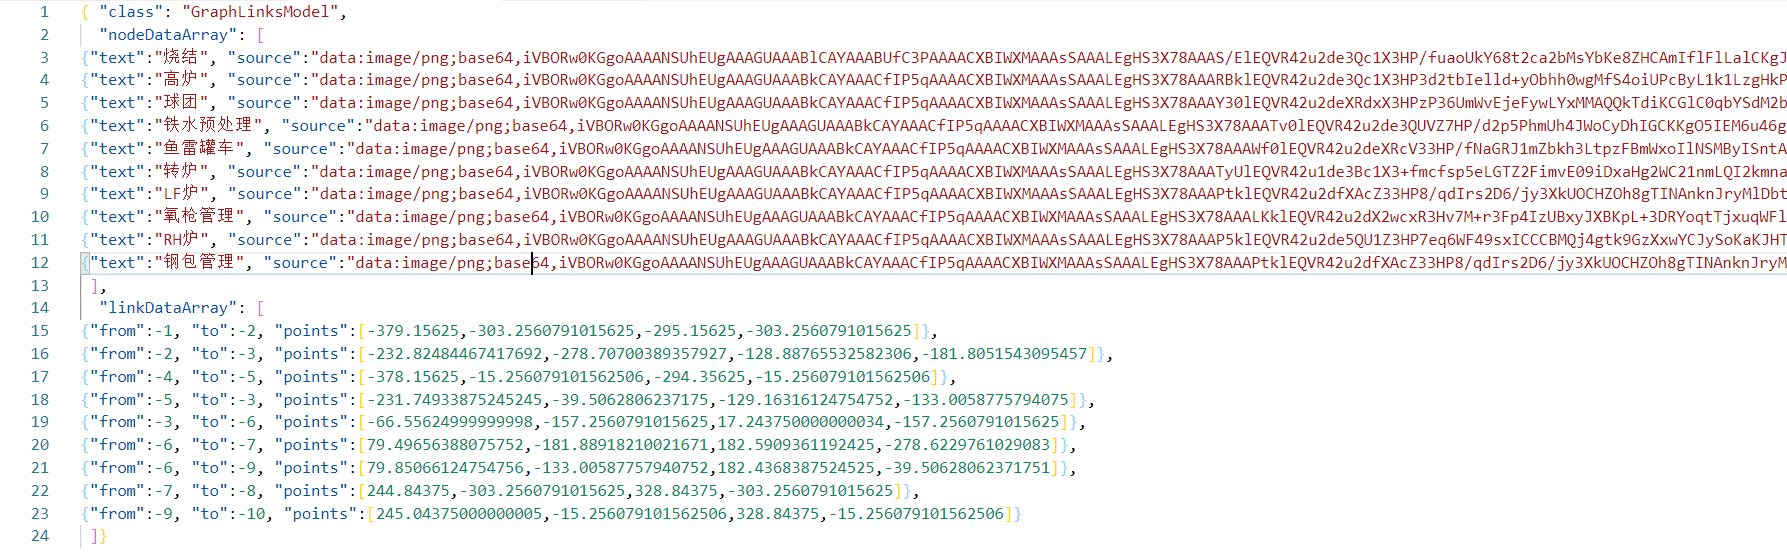 1 { "class": "GraphLinksModel",
2 "nodeDataArray": [
3 {"text":"烧结", "source":"data:image/png;base64,iVBORw0KGgoAAAANSUhEUgAAAGUAAABlCAYAAABUfC3PAAAACXBIWXMAAAsSAAALEgHS3X78AAAS/ElEQVR42u2de3Qc1X3HP/fuaoUkY68t2ca2bMsYbKe8ZHCAmIflFlLalCKgJ
4 {"text":"高炉", "source":"data:image/png;base64,iVBORw0KGgoAAAANSUhEUgAAAGUAAABkCAYAAACfIP5qAAAACXBIWXMAAAsSAAALEgHS3X78AAARBklEQVR42u2de3Qc1X3HP3d2tbIelld+yObhh0wgMfS4oiUPcByL1k1LzgHkP
5 {"text":"球团", "source":"data:image/png;base64,iVBORw0KGgoAAAANSUhEUgAAAGUAAABkCAYAAACfIP5qAAAACXBIWXMAAAsSAAALEgHS3X78AAAY30lEQVR42u2deXRdxX3HPzP36UmWvEjeFywLYxMMAQQkTdiKCGlC0qbYSdM2b
6 {"text":"铁水预处理", "source":"data:image/png;base64,iVBORw0KGgoAAAANSUhEUgAAAGUAAABkCAYAAACfIP5qAAAACXBIWXMAAAsSAAALEgHS3X78AAATv0lEQVR42u2de3QUVZ7HP/d2p5PhmUh4JWoCyDhIGCKKgO5IEM6u46g
7 {"text":"鱼雷罐车", "source":"data:image/png;base64,iVBORw0KGgoAAAANSUhEUgAAAGUAAABkCAYAAACfIP5qAAAACXBIWXMAAAsSAAALEgHS3X78AAAWf0lEQVR42u2deXRcV33HP/fNaGRJ1mZbkh3LtpzFBmWxoIlNSMByISntA
8 {"text":"转炉", "source":"data:image/png;base64,iVBORw0KGgoAAAANSUhEUgAAAGUAAABkCAYAAACfIP5qAAAACXBIWXMAAAsSAAALEgHS3X78AAATyUlEQVR42u1de3Bc1X3+fmcfsp5eLGTZ2FimvE09iDxaHg2WC21nmLQI2kmna
9 {"text":"LF炉", "source":"data:image/png;base64,iVBORw0KGgoAAAANSUhEUgAAAGUAAABkCAYAAACfIP5qAAAACXBIWXMAAAsSAAALEgHS3X78AAAPtklEQVR42u2dfXAcZ33HP8/qdIrs2D6/jy3XkUOCHZOh8gTINAnknJryMlDbt
10 {"text":"氧枪管理", "source":"data:image/png;base64,iVBORw0KGgoAAAANSUhEUgAAAGUAAABkCAYAAACfIP5qAAAACXBIWXMAAAsSAAALEgHS3X78AAALKklEQVR42u2dX2wcxR3Hv7M+r3Fp4IzUBxyJXBKpL+3DRYoqtTjxuqWFl
11 {"text":"RH炉", "source":"data:image/png;base64,iVBORw0KGgoAAAANSUhEUgAAAGUAAABkCAYAAACfIP5qAAAACXBIWXMAAAsSAAALEgHS3X78AAAP5klEQVR42u2de5QU1Z3HP7eq6WF49sxICCCBMQj4gtk9GzXxwYCJySoKaKJHT
12 {"text":"钢包管理", "source":"data:image/png;base64,iVBORw0KGgoAAAANSUhEUgAAAGUAAABkCAYAAACfIP5qAAAACXBIWXMAAAsSAAALEgHS3X78AAAPtklEQVR42u2dfXAcZ33HP8/qdIrs2D6/jy3XkUOCHZOh8gTINAnknJryM
13 ],
14 "linkDataArray": [
15 {"from":-1, "to":-2, "points":[-379.15625,-303.2560791015625,-295.15625,-303.2560791015625]},
16 {"from":-2, "to":-3, "points":[-232.82484467417692,-278.70700389357927,-128.88765532582306,-181.8051543095457]},
17 {"from":-4, "to":-5, "points":[-378.15625,-15.256079101562506,-294.35625,-15.256079101562506]},
18 {"from":-5, "to":-3, "points":[-231.74933875245245,-39.5062806237175,-129.16316124754752,-133.0058775794075]},
19 {"from":-3, "to":-6, "points":[-66.55624999999998,-157.2560791015625,17.243750000000034,-157.2560791015625]},
20 {"from":-6, "to":-7, "points":[79.49656388075752,-181.88918210021671,182.5909361192425,-278.6229761029083]},
21 {"from":-6, "to":-9, "points":[79.85066124754756,-133.00587757940752,182.4368387524525,-39.50628062371751]},
22 {"from":-7, "to":-8, "points":[244.84375,-303.2560791015625,328.84375,-303.2560791015625]},
23 {"from":-9, "to":-10, "points":[245.04375000000005,-15.256079101562506,328.84375,-15.256079101562506]}
24 ]}